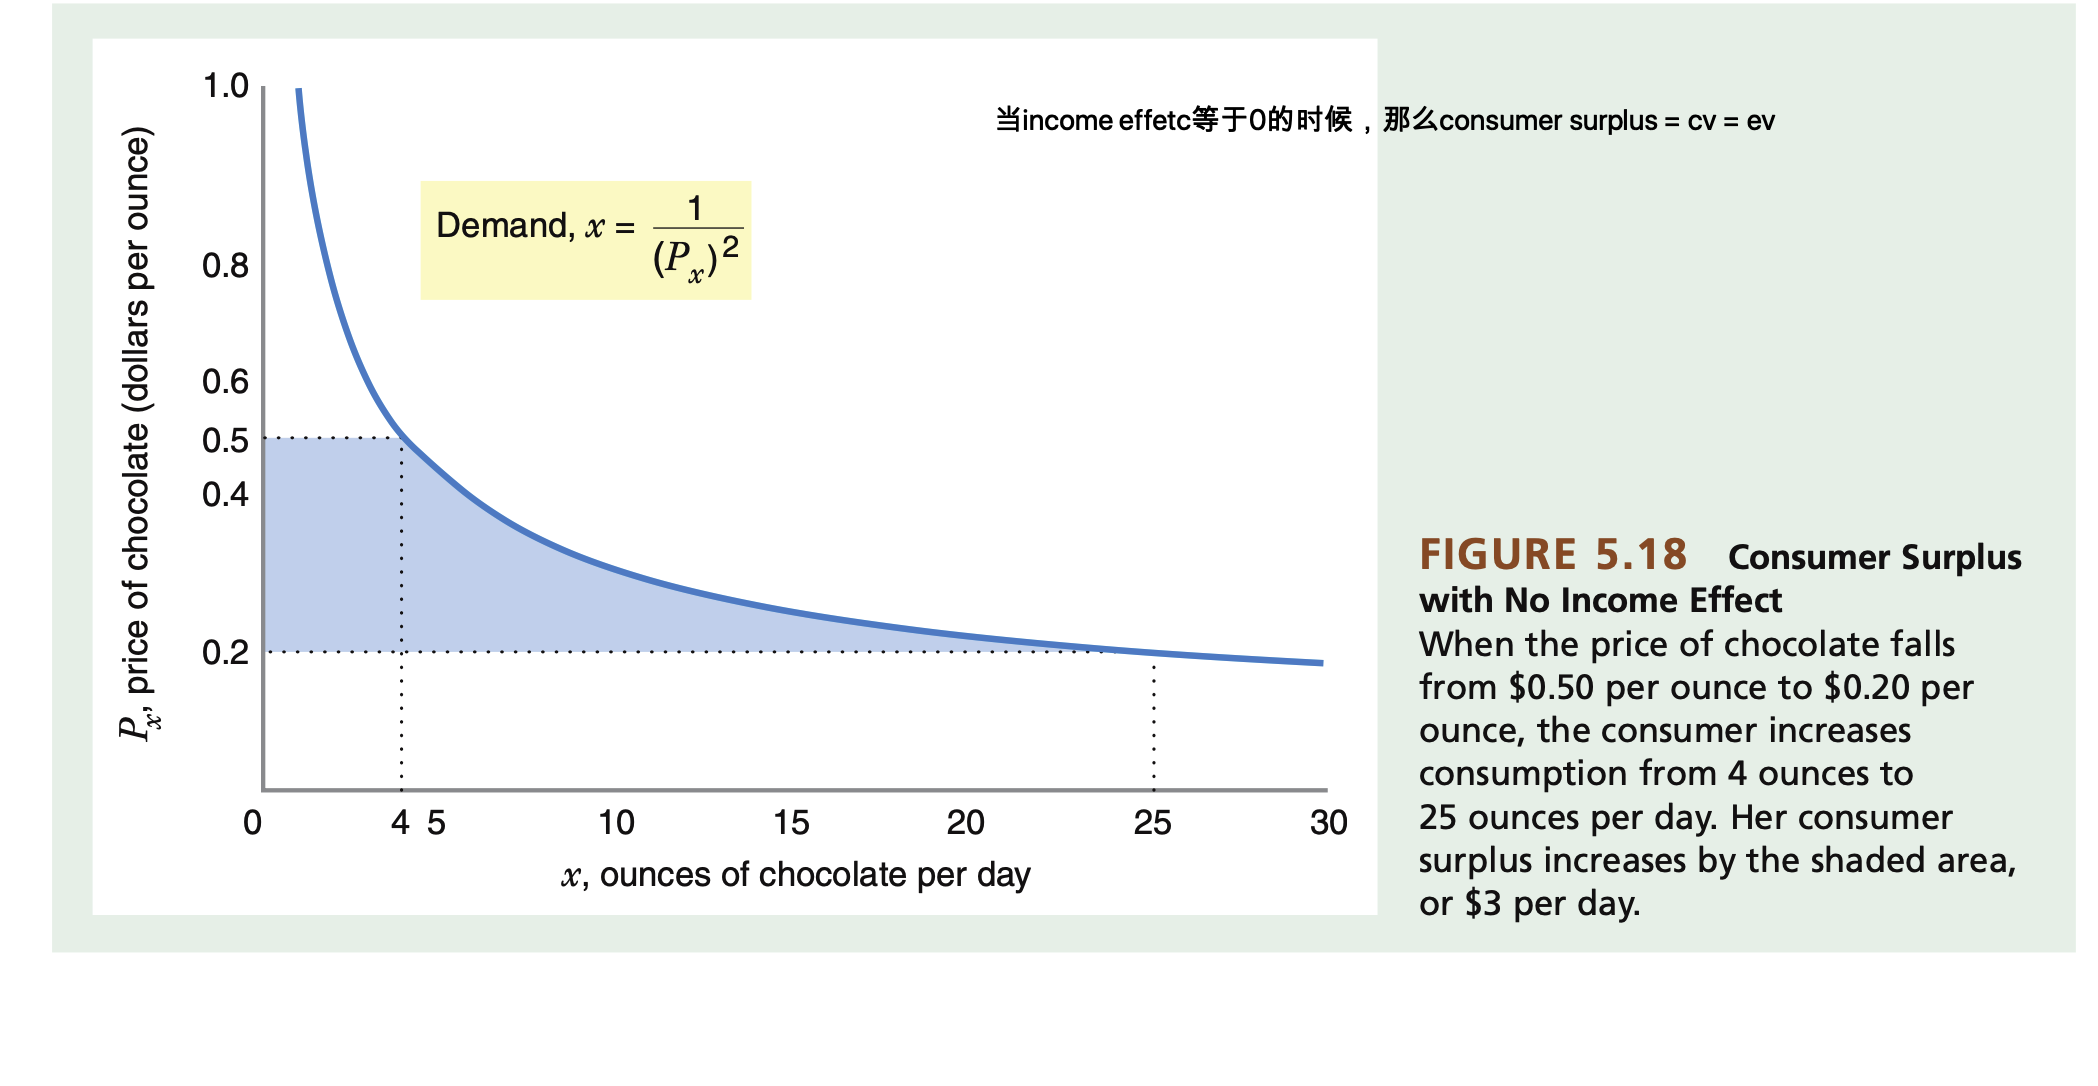 1.0
当income effetc等于0的时候，那么consumer surplus = cv = ev
Demand, x = 1/(Pₓ)²
0.8
0.6
0.5
0.4
0.2
Pₓ, price of chocolate (dollars per ounce)
0 4 5 10 15 20 25 30
x, ounces of chocolate per day
FIGURE 5.18 Consumer Surplus
with No Income Effect
When the price of chocolate falls
from $0.50 per ounce to $0.20 per
ounce, the consumer increases
consumption from 4 ounces to
25 ounces per day. Her consumer
surplus increases by the shaded area,
or $3 per day.